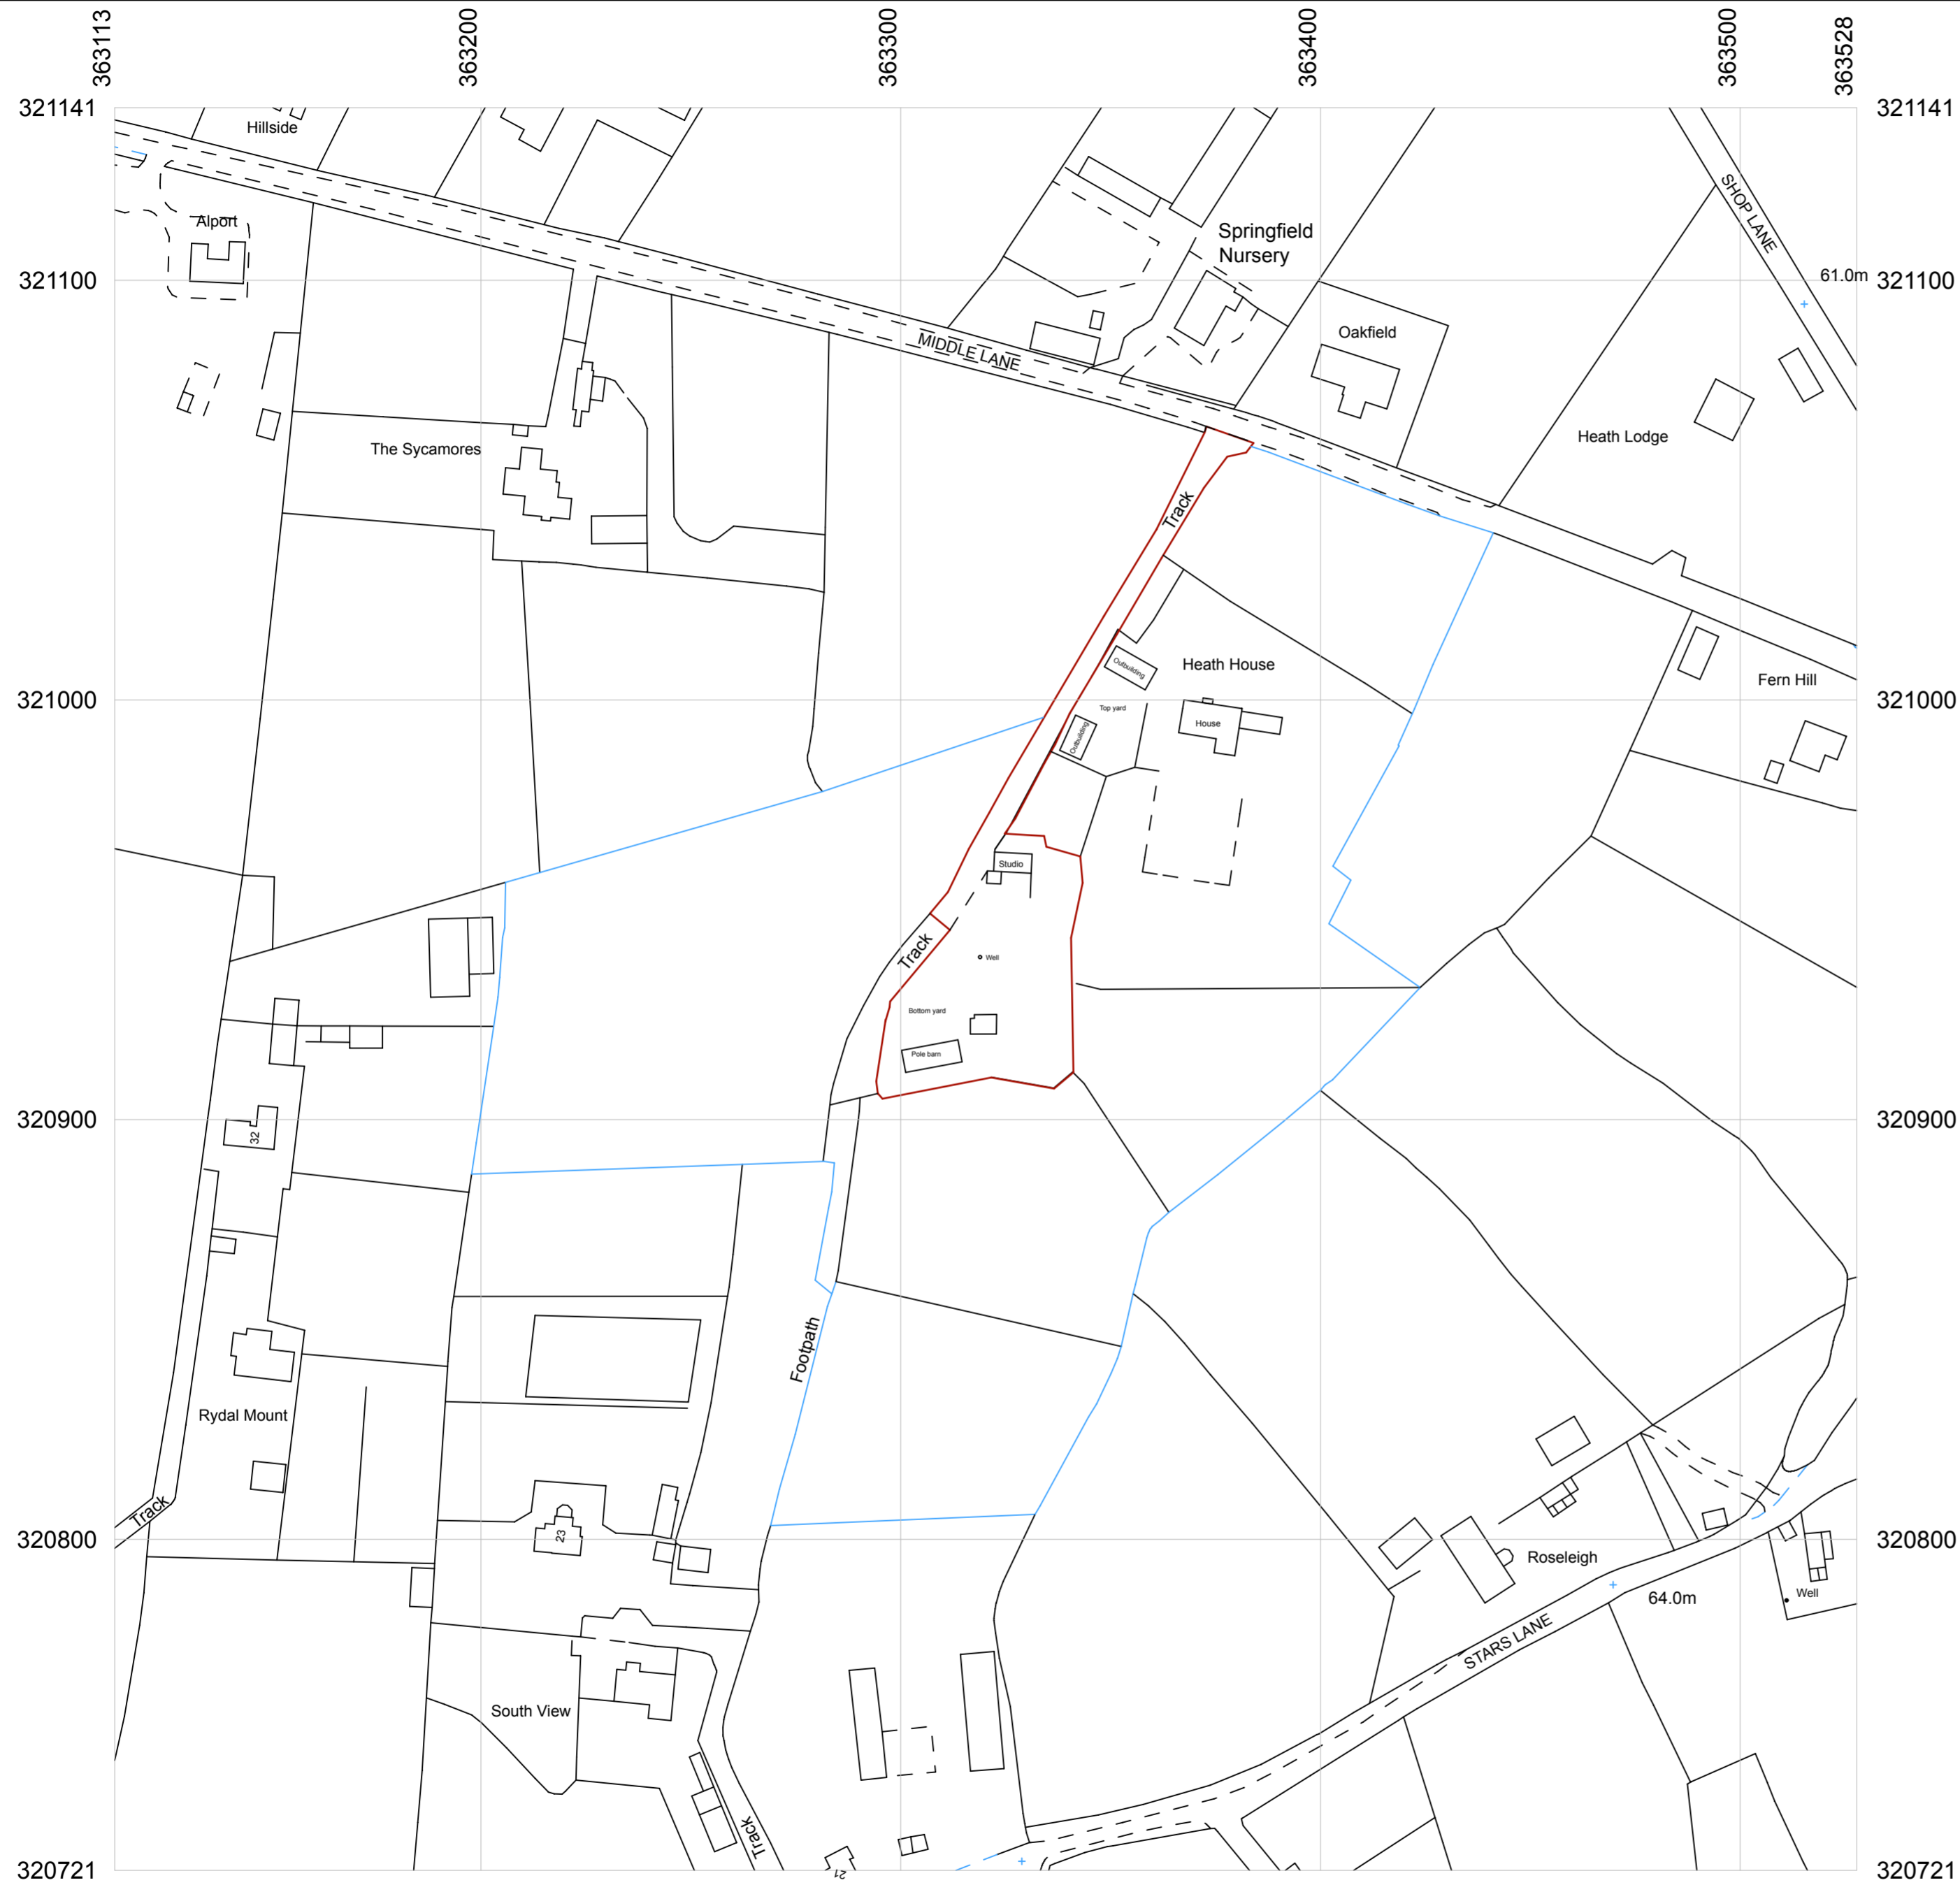 363113
363200
363300
363400
363500
363528
321141
321141
Hillside
SHOP LANE
Alport
Springfield
Nursery
61.0m
321100
321100
Oakfield
MIDDLE LANE
Heath Lodge
The Sycamores
Track
Heath House
Outbuilding
Fern Hill
321000
321000
Top yard
House
Outbuilding
Studio
Track
Well
Bottom yard
Pole barn
320900
320900
32
Footpath
Rydal Mount
Track
23
320800
320800
Roseleigh
Well
64.0m
STARS LANE
South View
Track
21
320721
320721